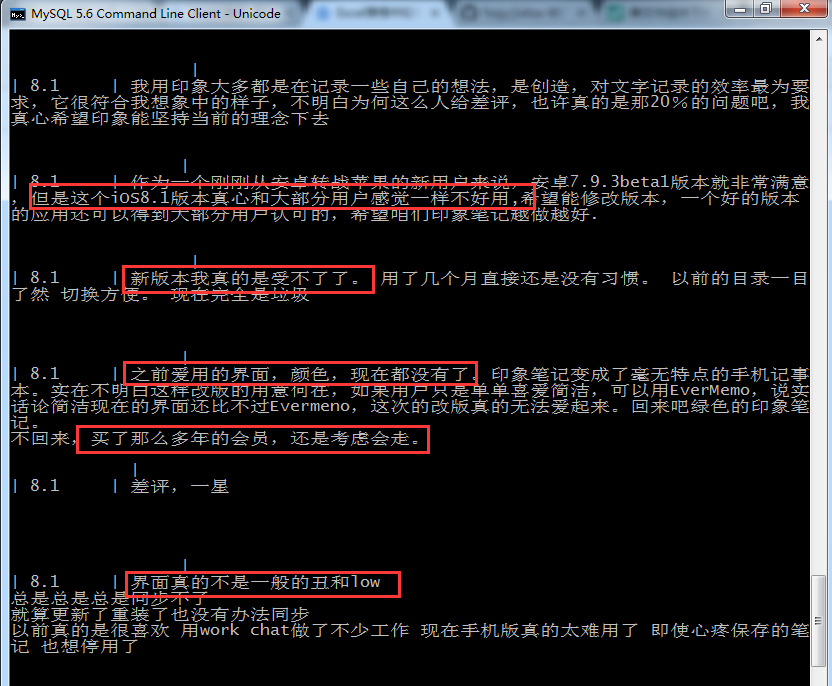 MySQL 5.6 Command Line Client - Unicode
|
| 8.1 | 我用印象大多都是在记录一些自己的想法，是创造，对文字记录的效率最为要
求，它很符合我想象中的样子，不明白为何这么人给差评，也许真的是那20％的问题吧，我
真心希望印象能坚持当前的理念下去
|
| 8.1 | 作为一个刚刚从安卓转战苹果的新用户来说，安卓7.9.3beta1版本就非常满意
，但是这个iOS8.1版本真心和大部分用户感觉一样不好用,希望能修改版本，一个好的版本
的应用还可以得到大部分用户认可的，希望咱们印象笔记越做越好.
|
| 8.1 | 新版本我真的是受不了了。 用了几个月直接还是没有习惯。 以前的目录一目
了然 切换方便。 现在完全是垃圾
|
| 8.1 | 之前爱用的界面，颜色，现在都没有了。印象笔记变成了毫无特点的手机记事
本。实在不明白这样改版的用意何在，如果用户只是单单喜爱简洁，可以用EverMemo，说实
话论简洁现在的界面还比不过Evermeno，这次的改版真的无法爱起来。回来吧绿色的印象笔
记。
不回来，买了那么多年的会员，还是考虑会走。
|
| 8.1 | 差评，一星
|
| 8.1 | 界面真的不是一般的丑和low
总是总是总是同步不了
就算更新了重装了也没有办法同步
以前真的是很喜欢 用work chat做了不少工作 现在手机版真的太难用了 即使心疼保存的笔
记 也想停用了